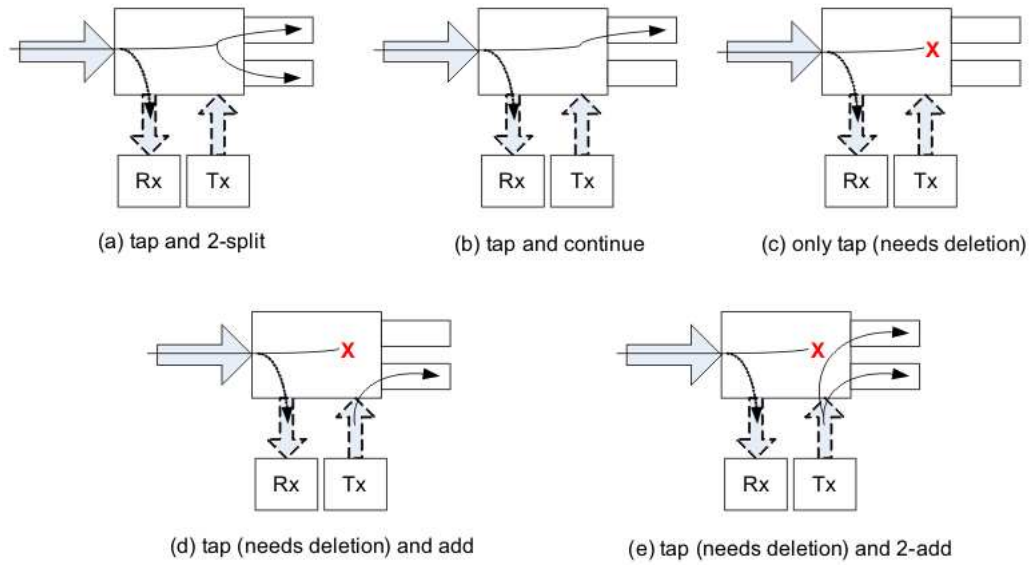 X
Rx Tx Rx Tx Rx Tx
(a) tap and 2-split (b) tap and continue (c) only tap (needs deletion)
X X
Rx Tx Rx Tx
(d) tap (needs deletion) and add (e) tap (needs deletion) and 2-add